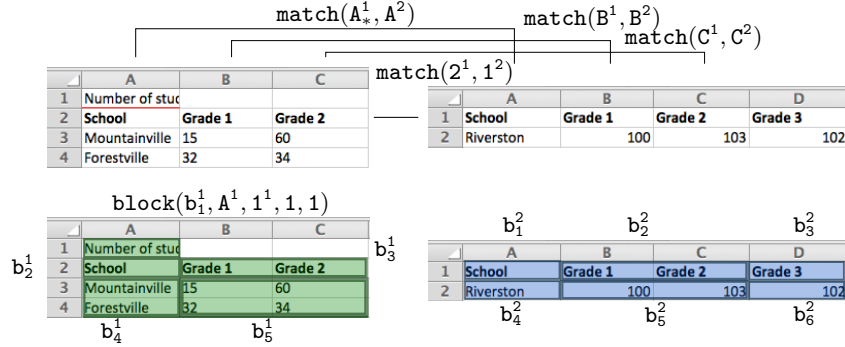 match(A¹*, A²)
match(B¹, B²)
match(C¹, C²)
match(2¹, 1²)
A B C
1 Number of stud
2 School Grade 1 Grade 2
3 Mountainville 15 60
4 Forestville 32 34
A B C D
1 School Grade 1 Grade 2 Grade 3
2 Riverston 100 103 102
block(b¹₁, A¹, 1¹, 1, 1)
A B C
1 Number of stud
2 School Grade 1 Grade 2
3 Mountainville 15 60
4 Forestville 32 34
b¹₂
b¹₃
b¹₄ b¹₅
b²₁ b²₂ b²₃
A B C D
1 School Grade 1 Grade 2 Grade 3
2 Riverston 100 103 102
b²₄ b²₅ b²₆